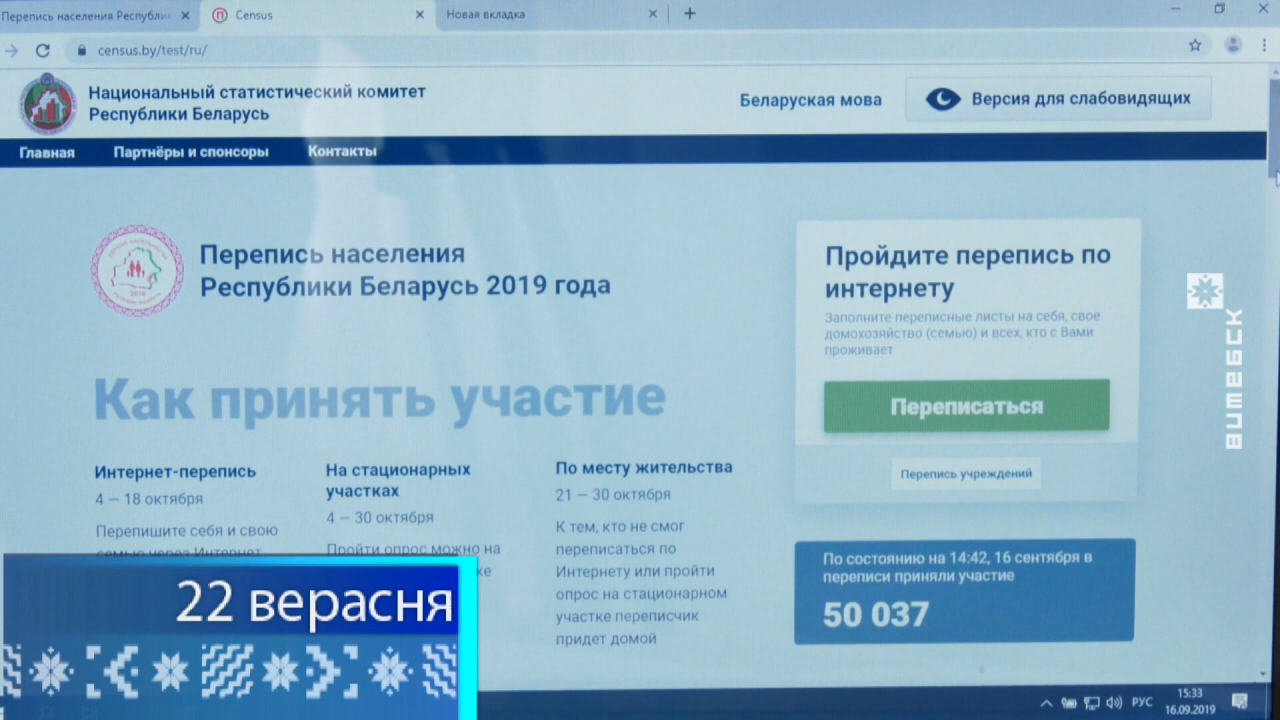 Перепись населения Республи
Census
Новая вкладка
census.by/test/ru/
Национальный статистический комитет
Республики Беларусь
Беларуская мова
Версия для слабовидящих
Главная
Партнёры и спонсоры
Контакты
Перепись населения
Республики Беларусь 2019 года
Пройдите перепись по
интернету
Заполните переписные листы на себя, свое
домохозяйство (семью) и всех, кто с Вами
проживает
Переписаться
Перепись учреждений
Как принять участие
Интернет-перепись
4 — 18 октября
Перепишите себя и свою
семью через Интернет
На стационарных
участках
4 — 30 октября
Пройти опрос можно на
ке
По месту жительства
21 — 30 октября
К тем, кто не смог
переписаться по
Интернету или пройти
опрос на стационарном
участке переписчик
придет домой
По состоянию на 14:42, 16 сентября в
переписи приняли участие
50 037
витебск
22 верасня
РУС
15:33
16.09.2019